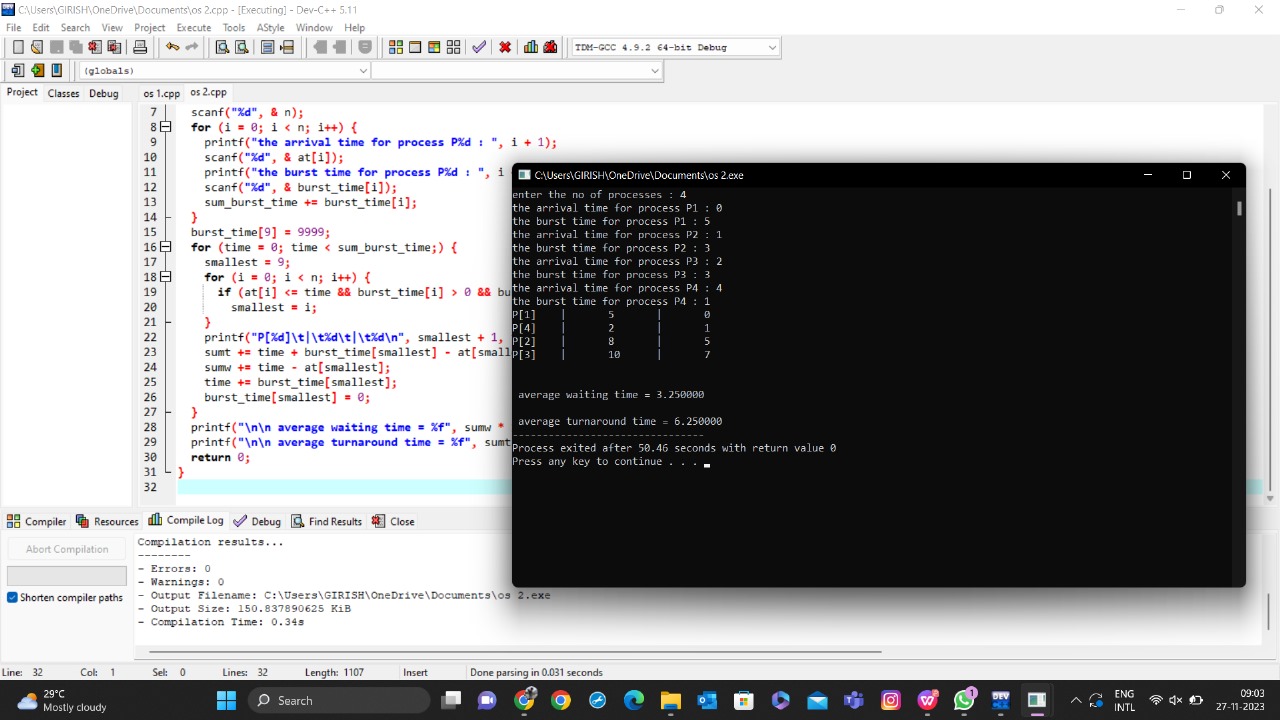 C:\Users\GIRISH\OneDrive\Documents\os 2.cpp - [Executing] - Dev-C++ 5.11
File Edit Search View Project Execute Tools AStyle Window Help
TDM-GCC 4.9.2 64-bit Debug
(globals)
Project Classes Debug os 1.cpp os 2.cpp
7 scanf("%d", & n);
8 for (i = 0; i < n; i++) {
9 printf("the arrival time for process P%d : ", i + 1);
10 scanf("%d", & at[i]);
11 printf("the burst time for process P%d : ", i
12 scanf("%d", & burst_time[i]);
13 sum_burst_time += burst_time[i];
14 }
15 burst_time[9] = 9999;
16 for (time = 0; time < sum_burst_time;) {
17 smallest = 9;
18 for (i = 0; i < n; i++) {
19 if (at[i] <= time && burst_time[i] > 0 && bu
20 smallest = i;
21 }
22 printf("P[%d]\t|\t%d\t|\t%d\n", smallest + 1,
23 sumt += time + burst_time[smallest] - at[small
24 sumw += time - at[smallest];
25 time += burst_time[smallest];
26 burst_time[smallest] = 0;
27 }
28 printf("\n\n average waiting time = %f", sumw *
29 printf("\n\n average turnaround time = %f", sumt
30 return 0;
31 }
32
C:\Users\GIRISH\OneDrive\Documents\os 2.exe
enter the no of processes : 4
the arrival time for process P1 : 0
the burst time for process P1 : 5
the arrival time for process P2 : 1
the burst time for process P2 : 3
the arrival time for process P3 : 2
the burst time for process P3 : 3
the arrival time for process P4 : 4
the burst time for process P4 : 1
P[1] | 5 | 0
P[4] | 2 | 1
P[2] | 8 | 5
P[3] | 10 | 7
average waiting time = 3.250000
average turnaround time = 6.250000
--------------------------------
Process exited after 50.46 seconds with return value 0
Press any key to continue . . .
Compiler Resources Compile Log Debug Find Results Close
Abort Compilation
Shorten compiler paths
Compilation results...
--------
- Errors: 0
- Warnings: 0
- Output Filename: C:\Users\GIRISH\OneDrive\Documents\os 2.exe
- Output Size: 150.837890625 KiB
- Compilation Time: 0.34s
Line: 32 Col: 1 Sel: 0 Lines: 32 Length: 1107 Insert Done parsing in 0.031 seconds
29°C
Mostly cloudy
Search
1
DEV
ENG
INTL
09:03
27-11-2023